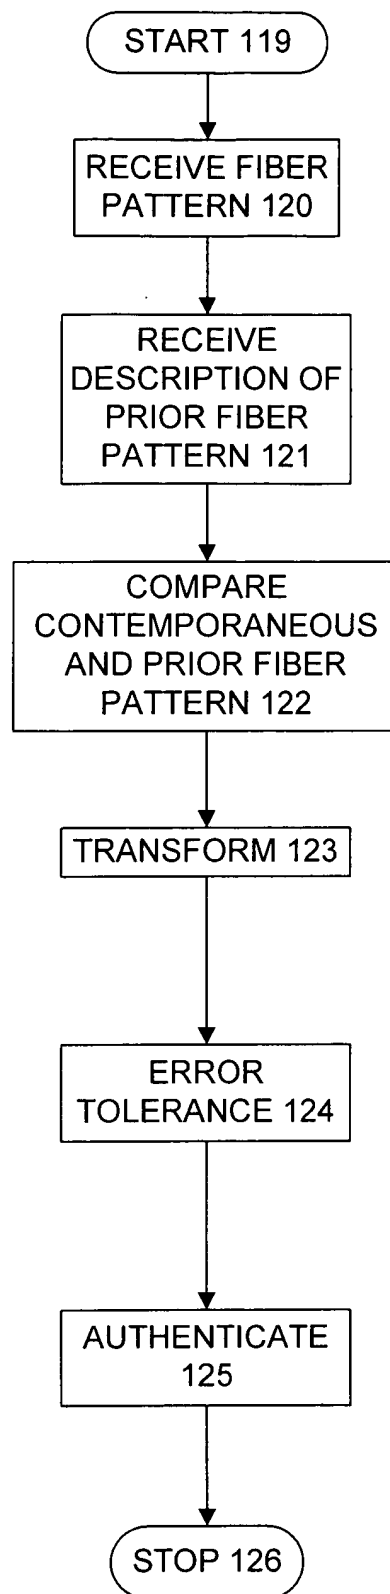 START 119
RECEIVE FIBER
PATTERN 120
RECEIVE
DESCRIPTION OF
PRIOR FIBER
PATTERN 121
COMPARE
CONTEMPORANEOUS
AND PRIOR FIBER
PATTERN 122
TRANSFORM 123
ERROR
TOLERANCE 124
AUTHENTICATE
125
STOP 126